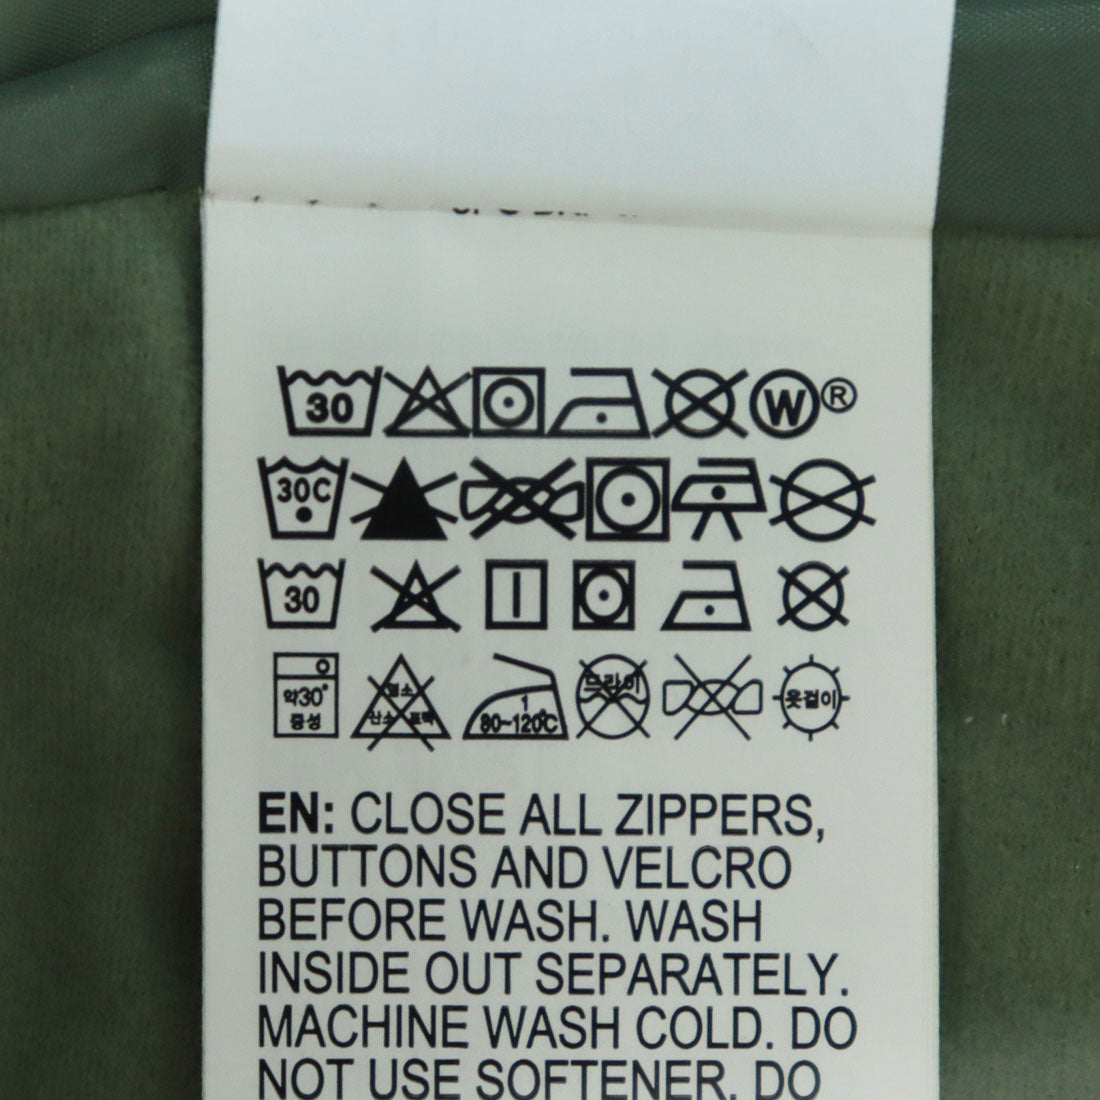 30 W®
30C
30
약30° 중성 염소 산소 표백 1 80~120℃ 드라이 옷걸이
EN: CLOSE ALL ZIPPERS,
BUTTONS AND VELCRO
BEFORE WASH. WASH
INSIDE OUT SEPARATELY.
MACHINE WASH COLD. DO
NOT USE SOFTENER. DO